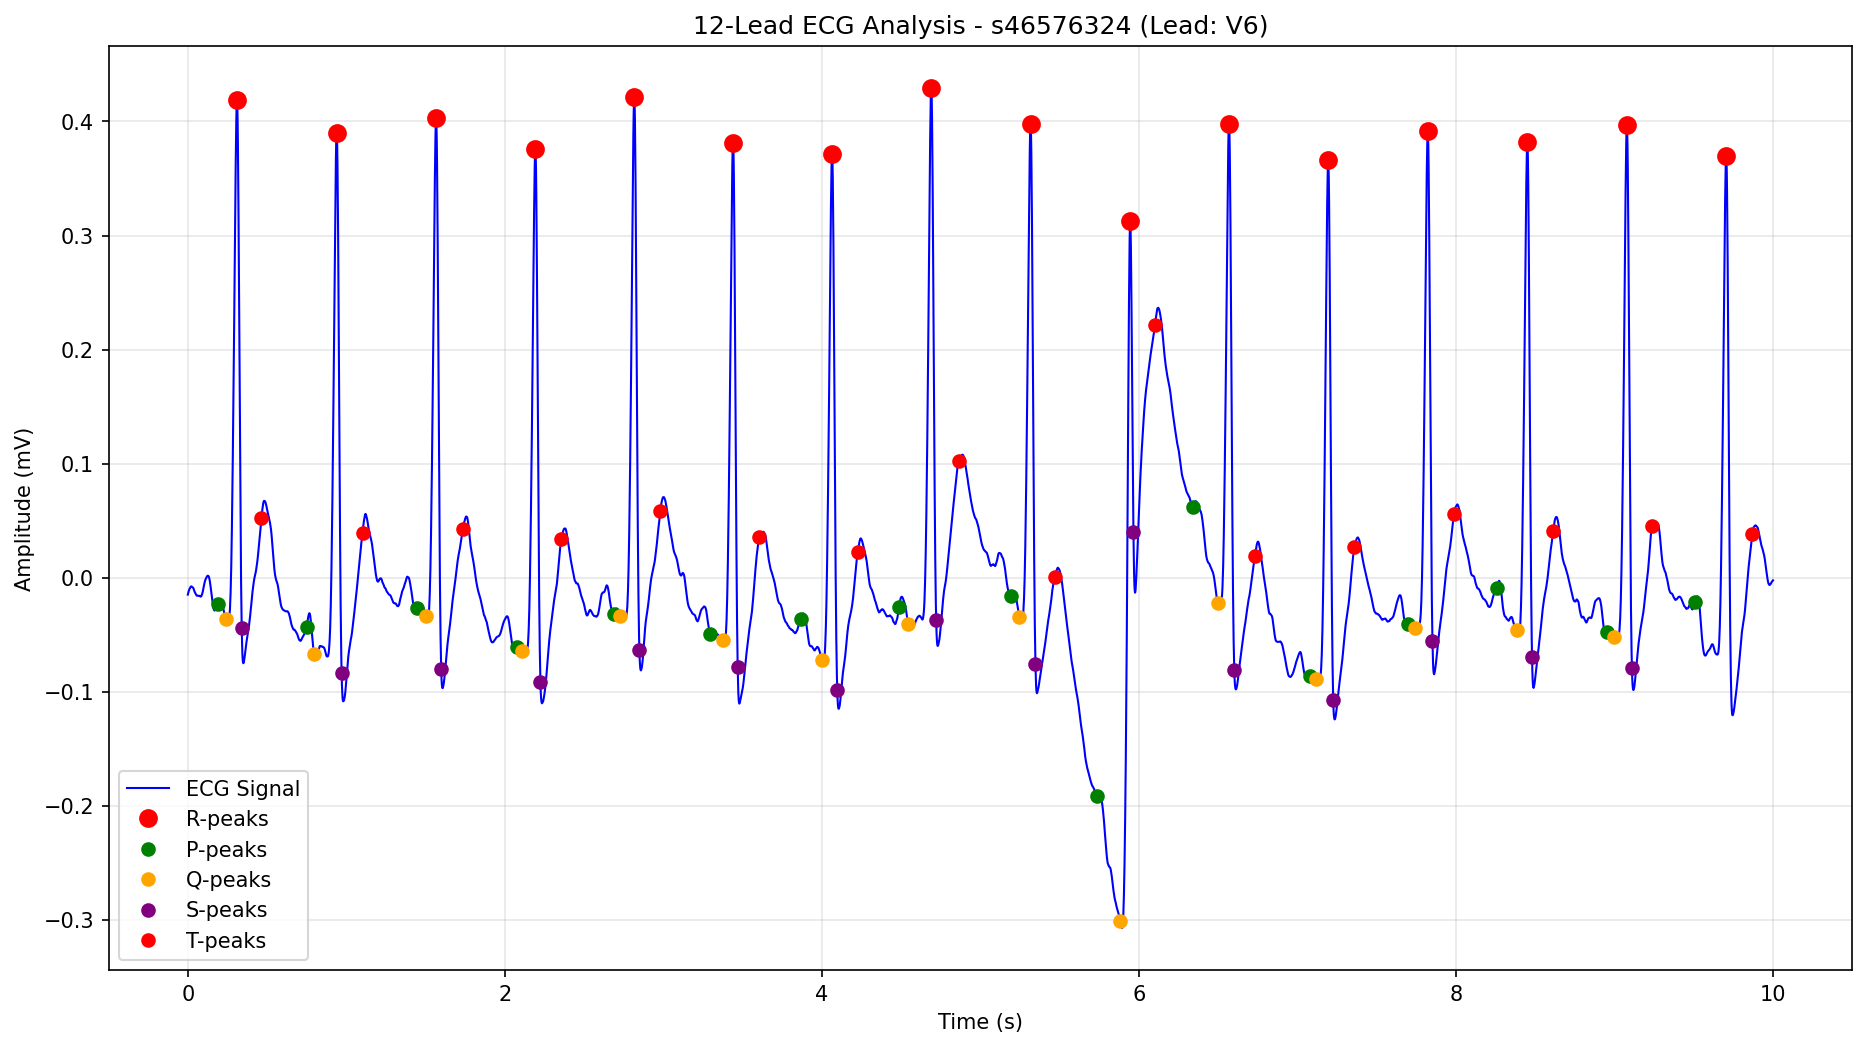 12-Lead ECG Analysis - s46576324 (Lead: V6)
Amplitude (mV)
0.4
0.3
0.2
0.1
0.0
−0.1
−0.2
−0.3
ECG Signal
R-peaks
P-peaks
Q-peaks
S-peaks
T-peaks
0 2 4 6 8 10
Time (s)